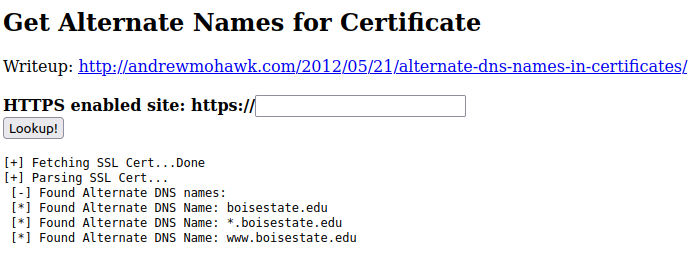 Get Alternate Names for Certificate
Writeup: http://andrewmohawk.com/2012/05/21/alternate-dns-names-in-certificates/
HTTPS enabled site: https://
Lookup!
[+] Fetching SSL Cert...Done
[+] Parsing SSL Cert...
[-] Found Alternate DNS names:
[*] Found Alternate DNS Name: boisestate.edu
[*] Found Alternate DNS Name: *.boisestate.edu
[*] Found Alternate DNS Name: www.boisestate.edu